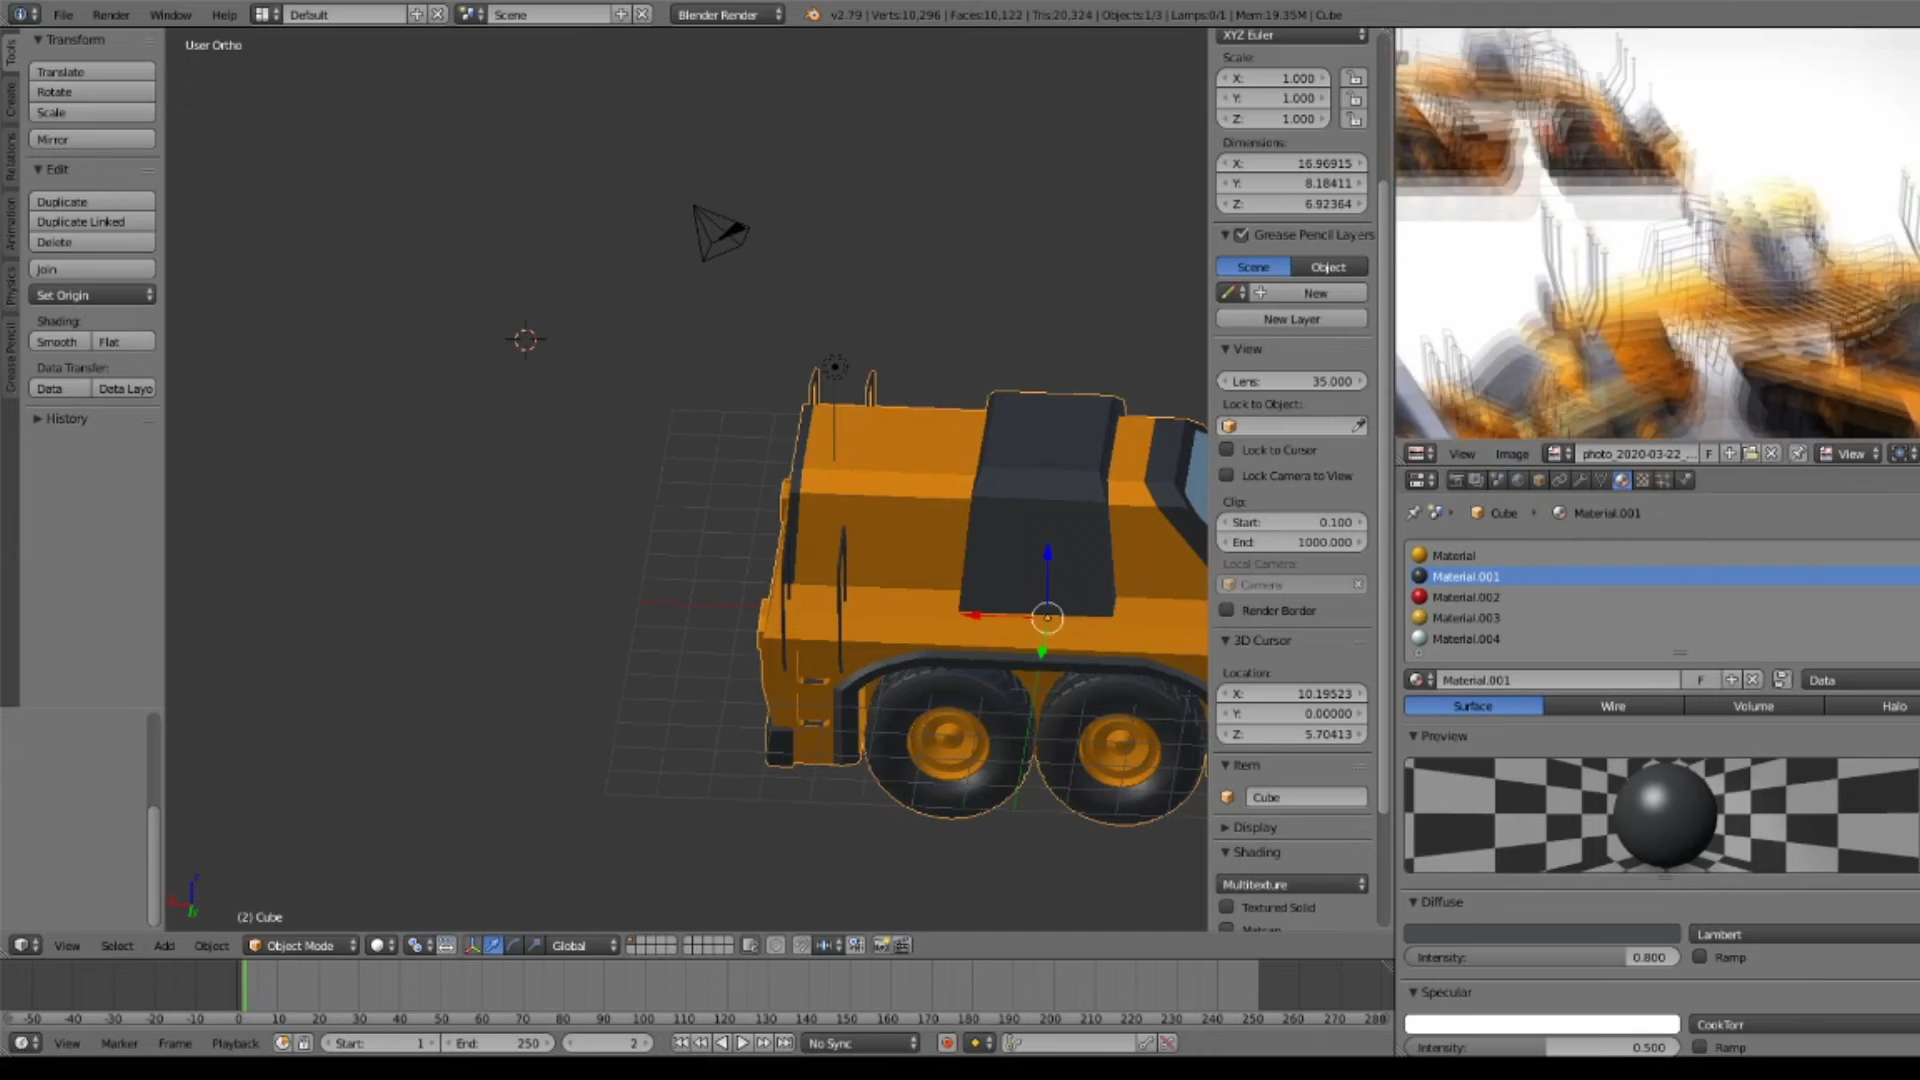 File Render Window Help Default Scene Blender Render v2.79 | Verts:10,296 | Faces:10,122 | Tris:20,324 | Objects:1/3 | Lamps:0/1 | Mem:19.35M | Cube
Tools
Create
Relations
Animation
Physics
Grease Pencil
Transform
Translate
Rotate
Scale
Mirror
Edit
Duplicate
Duplicate Linked
Delete
Join
Set Origin
Shading:
Smooth Flat
Data Transfer:
Data Data Layo
History
User Ortho
(2) Cube
XYZ Euler
Scale:
X: 1.000
Y: 1.000
Z: 1.000
Dimensions:
X: 16.96915
Y: 8.18411
Z: 6.92364
Grease Pencil Layers
Scene Object
New
New Layer
View
Lens: 35.000
Lock to Object:
Lock to Cursor
Lock Camera to View
Clip:
Start: 0.100
End: 1000.000
Local Camera:
Camera
Render Border
3D Cursor
Location:
X: 10.19523
Y: 0.00000
Z: 5.70413
Item
Cube
Display
Shading
Multitexture
Textured Solid
Matcap
View Image photo_2020-03-22_... F View
Cube Material.001
Material
Material.001
Material.002
Material.003
Material.004
Material.001 F Data
Surface Wire Volume Halo
Preview
Diffuse
Lambert
Intensity: 0.800 Ramp
Specular
CookTorr
Intensity: 0.500 Ramp
View Select Add Object Object Mode Global
-50 -40 -30 -20 -10 0 10 20 30 40 50 60 70 80 90 100 110 120 130 140 150 160 170 180 190 200 210 220 230 240 250 260 270 280
View Marker Frame Playback Start: 1 End: 250 2 No Sync